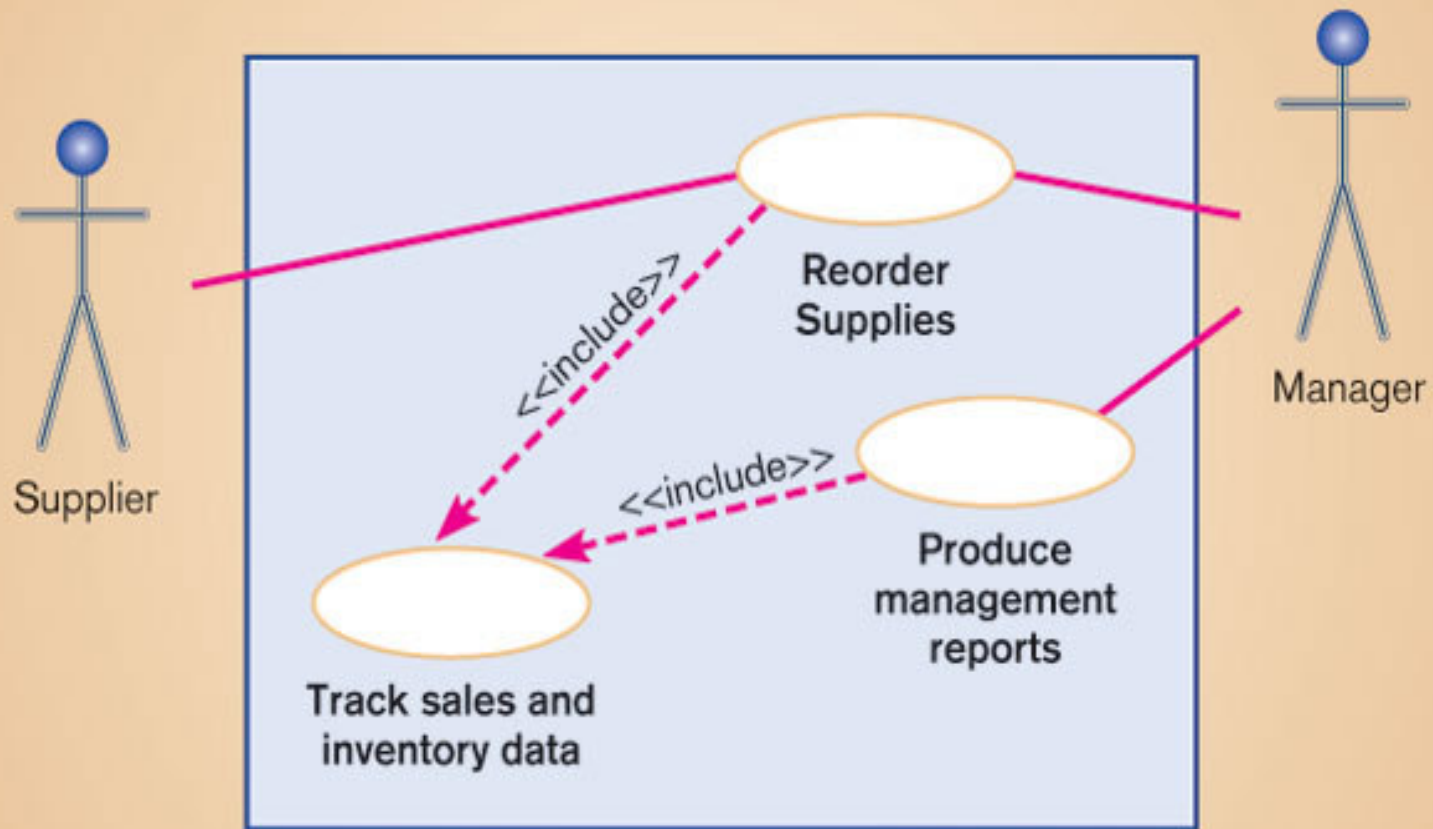 Reorder
Supplies
<<include>>
Manager
<<include>>
Supplier
Produce
management
reports
Track sales and
inventory data